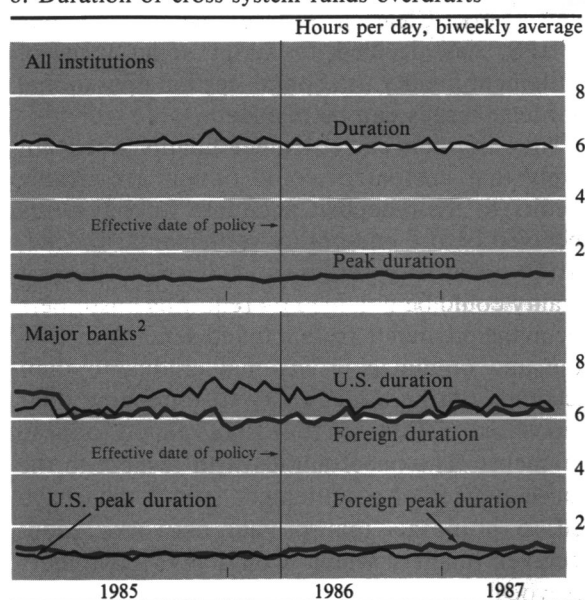 Hours per day, biweekly average
All institutions
8
Duration
6
4
Effective date of policy →
2
Peak duration
Major banks²
8
U.S. duration
6
Foreign duration
Effective date of policy →
4
U.S. peak duration Foreign peak duration
2
1985 1986 1987